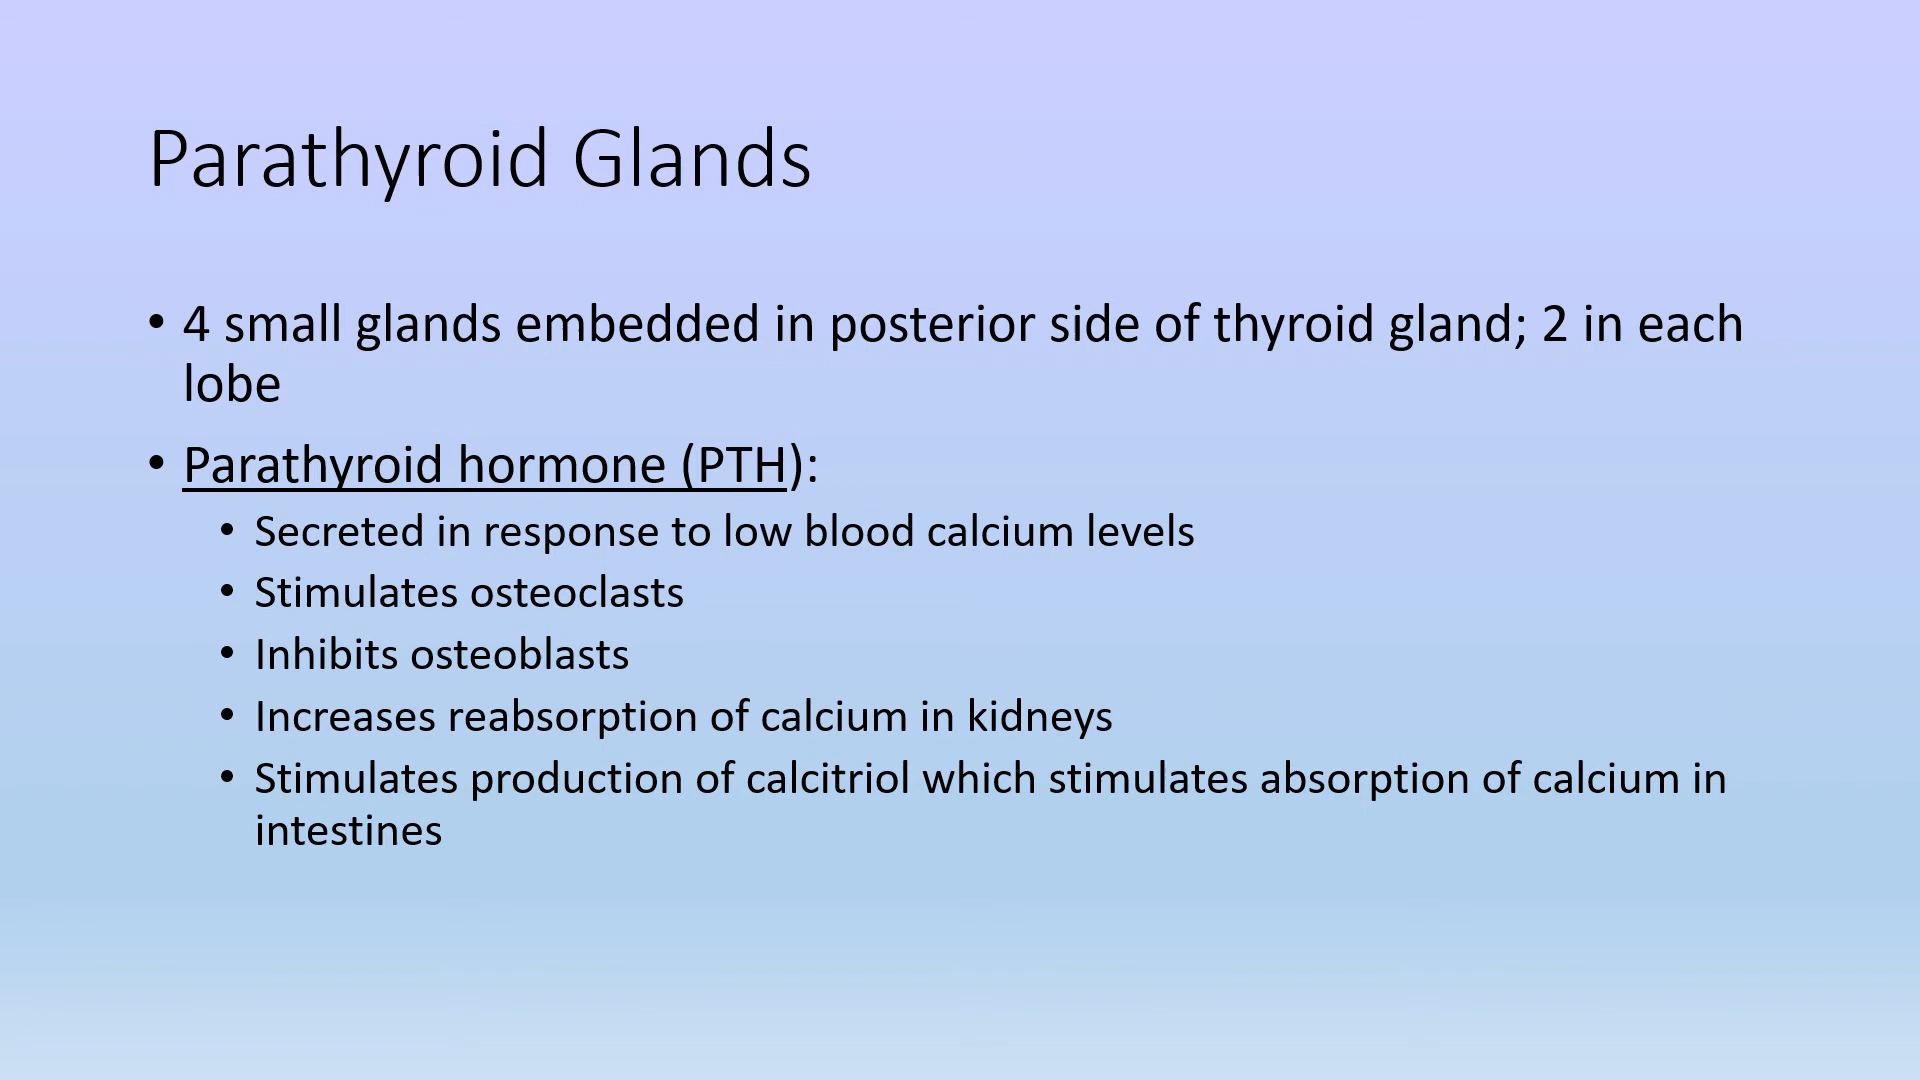 Parathyroid Glands
• 4 small glands embedded in posterior side of thyroid gland; 2 in each
lobe
• Parathyroid hormone (PTH):
• Secreted in response to low blood calcium levels
• Stimulates osteoclasts
• Inhibits osteoblasts
• Increases reabsorption of calcium in kidneys
• Stimulates production of calcitriol which stimulates absorption of calcium in
intestines